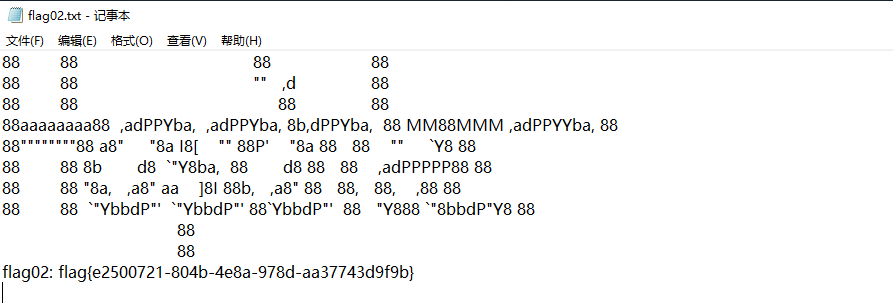 flag02.txt - 记事本
文件(F) 编辑(E) 格式(O) 查看(V) 帮助(H)
88          88                                            88                         88
88          88                                            ""    ,d                   88
88          88                                                  88                   88
88aaaaaaaa88  ,adPPYba,  ,adPPYba, 8b,dPPYba,  88 MM88MMM ,adPPYYba, 88
88""""""""88 a8"      "8a I8[    "" 88P'     "8a 88   88     ""      `Y8 88
88          88 8b         d8  `"Y8ba,  88         d8 88   88    ,adPPPPP88 88
88          88 "8a,   ,a8" aa    ]8I 88b,   ,a8" 88   88,   88,     ,88 88
88          88  `"YbbdP"'  `"YbbdP"' 88`YbbdP"'  88    "Y888 `"8bbdP"Y8 88
                                           88
                                           88
flag02: flag{e2500721-804b-4e8a-978d-aa37743d9f9b}